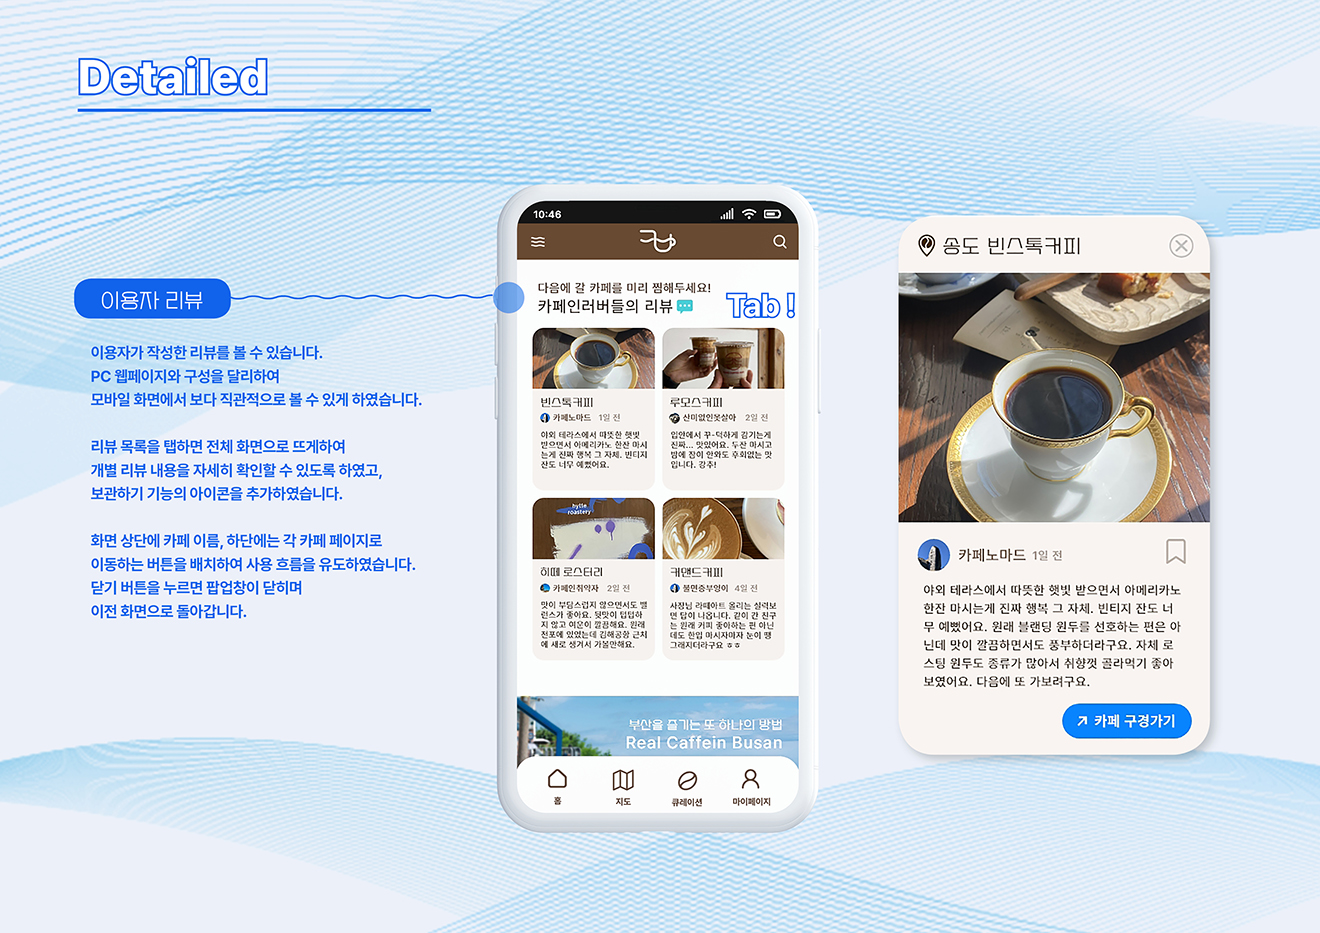 Detailed
이용자 리뷰
이용자가 작성한 리뷰를 볼 수 있습니다.
PC 웹페이지와 구성을 달리하여
모바일 화면에서 보다 직관적으로 볼 수 있게 하였습니다.
리뷰 목록을 탭하면 전체 화면으로 뜨게하여
개별 리뷰 내용을 자세히 확인할 수 있도록 하였고,
보관하기 기능의 아이콘을 추가하였습니다.
화면 상단에 카페 이름, 하단에는 각 카페 페이지로
이동하는 버튼을 배치하여 사용 흐름을 유도하였습니다.
닫기 버튼을 누르면 팝업창이 닫히며
이전 화면으로 돌아갑니다.
10:46
다음에 갈 카페를 미리 찜해두세요!
카페인러버들의 리뷰
Tab !
빈스톡커피
카페노마드 1일 전
야외 테라스에서 따뜻한 햇빛
받으면서 아메리카노 한잔 마시
는게 진짜 행복 그 자체. 빈티지
잔도 너무 예뻤어요.
루모스커피
산미없인못살아 2일 전
입안에서 꾸-덕하게 감기는게
진짜... 맛있어요. 두잔 마시고
밤에 잠이 안와도 후회없는 맛
입니다. 강추!
hytte
roastery
히떼 로스터리
카페인취약자 2일 전
맛이 부담스럽지 않으면서도 밸
런스가 좋아요. 뒷맛이 텁텁하
지 않고 여운이 깔끔해요. 원래
전포에 있었는데 김해공항 근처
에 새로 생겨서 가볼만해요.
커맨드커피
불면증부엉이 4일 전
사장님 라떼아트 올리는 실력보
면 답이 나옵니다. 같이 간 친구
는 원래 커피 좋아하는 편 아닌
데도 한입 마시자마자 눈이 땡
그래지더라구요 ㅎㅎ
부산을 즐기는 또 하나의 방법
Real Caffein Busan
홈
지도
큐레이션
마이페이지
송도 빈스톡커피
카페노마드 1일 전
야외 테라스에서 따뜻한 햇빛 받으면서 아메리카노
한잔 마시는게 진짜 행복 그 자체. 빈티지 잔도 너
무 예뻤어요. 원래 블랜딩 원두를 선호하는 편은 아
닌데 맛이 깔끔하면서도 풍부하더라구요. 자체 로
스팅 원두도 종류가 많아서 취향껏 골라먹기 좋아
보였어요. 다음에 또 가보려구요.
카페 구경가기